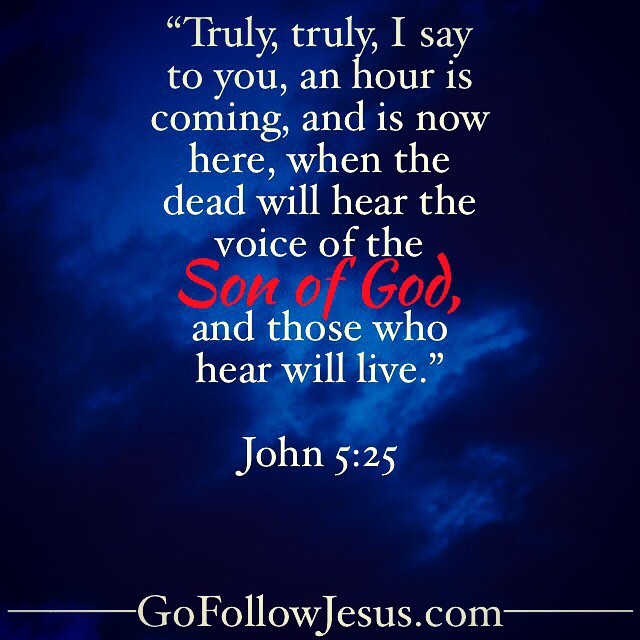 “Truly, truly, I say
to you, an hour is
coming, and is now
here, when the
dead will hear the
voice of the
Son of God,
and those who
hear will live.”
John 5:25
GoFollowJesus.com